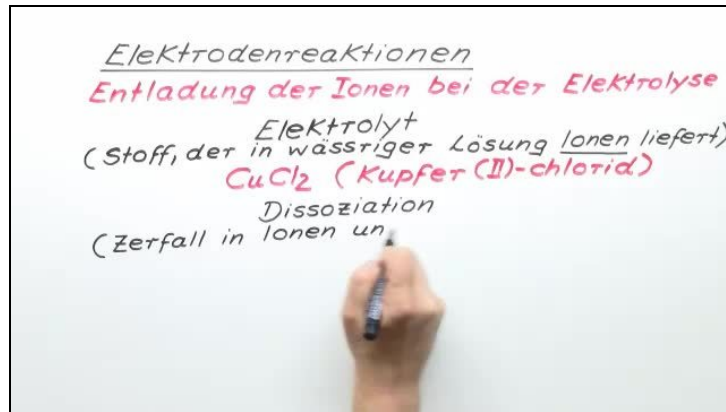 Elektrodenreaktionen
Entladung der Ionen bei der Elektrolyse
Elektrolyt
(Stoff, der in wässriger Lösung Ionen liefert)
CuCl2 (Kupfer(II)-chlorid)
Dissoziation
(Zerfall in Ionen un